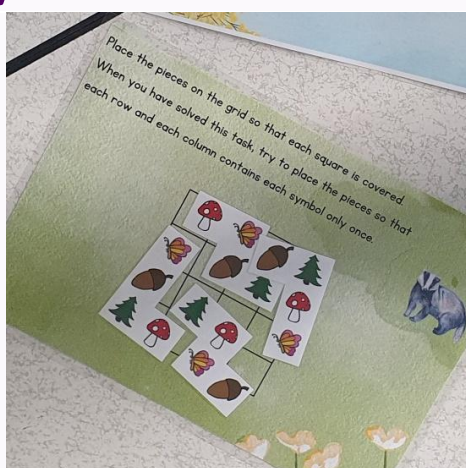 Place the pieces on the grid so that each square is covered.
When you have solved this task, try to place the pieces so that
each row and each column contains each symbol only once.